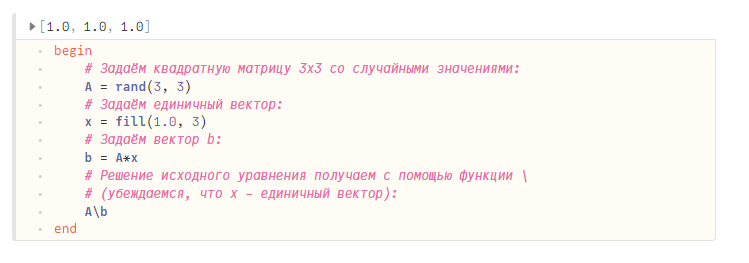 [1.0, 1.0, 1.0]
begin
# Задаём квадратную матрицу 3x3 со случайными значениями:
A = rand(3, 3)
# Задаём единичный вектор:
x = fill(1.0, 3)
# Задаём вектор b:
b = A*x
# Решение исходного уравнения получаем с помощью функции \
# (убеждаемся, что x - единичный вектор):
A\b
end